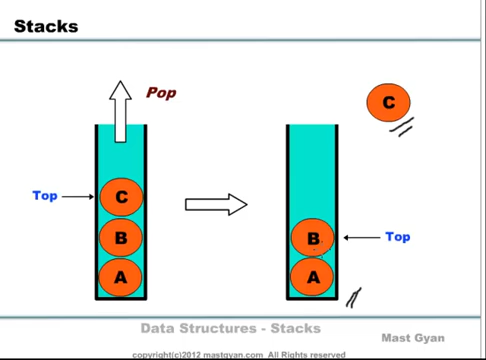 Stacks
Pop
C
Top
C
B
A
B
A
Top
Data Structures - Stacks
Mast Gyan
copyright(c)2012 mastgyan.com All Rights reserved